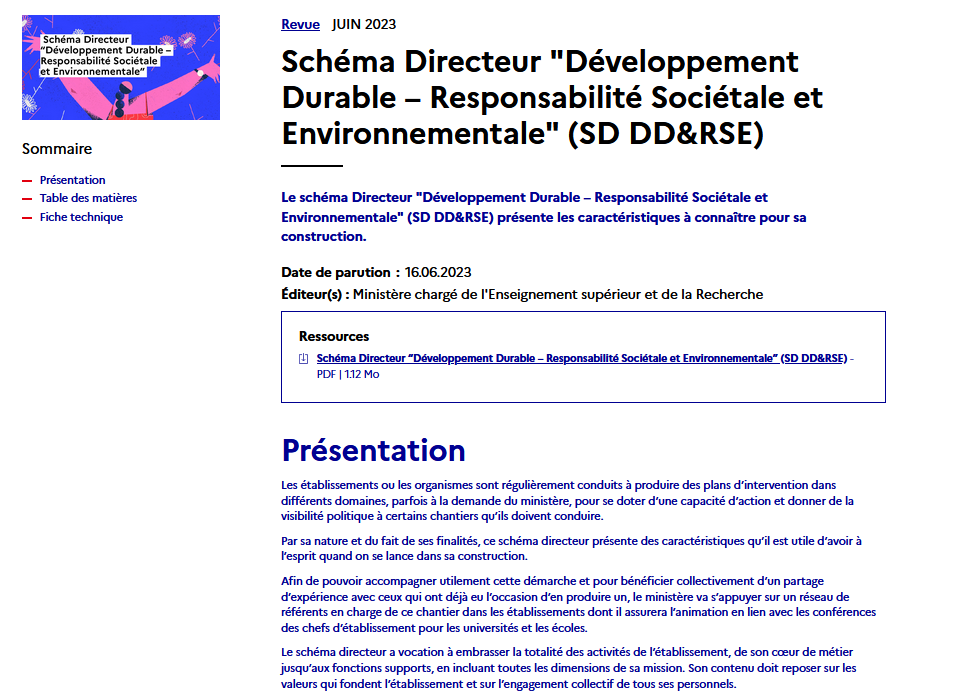 Schéma Directeur
“Développement Durable –
Responsabilité Sociétale
et Environnementale”
Sommaire
Présentation
Table des matières
Fiche technique
Revue JUIN 2023
Schéma Directeur "Développement
Durable – Responsabilité Sociétale et
Environnementale" (SD DD&RSE)
Le schéma Directeur "Développement Durable – Responsabilité Sociétale et
Environnementale" (SD DD&RSE) présente les caractéristiques à connaître pour sa
construction.
Date de parution : 16.06.2023
Éditeur(s) : Ministère chargé de l'Enseignement supérieur et de la Recherche
Ressources
Schéma Directeur “Développement Durable – Responsabilité Sociétale et Environnementale” (SD DD&RSE) -
PDF | 1.12 Mo
Présentation
Les établissements ou les organismes sont régulièrement conduits à produire des plans d’intervention dans
différents domaines, parfois à la demande du ministère, pour se doter d’une capacité d’action et donner de la
visibilité politique à certains chantiers qu’ils doivent conduire.
Par sa nature et du fait de ses finalités, ce schéma directeur présente des caractéristiques qu’il est utile d’avoir à
l’esprit quand on se lance dans sa construction.
Afin de pouvoir accompagner utilement cette démarche et pour bénéficier collectivement d’un partage
d’expérience avec ceux qui ont déjà eu l’occasion d’en produire un, le ministère va s’appuyer sur un réseau de
référents en charge de ce chantier dans les établissements dont il assurera l’animation en lien avec les conférences
des chefs d’établissement pour les universités et les écoles.
Le schéma directeur a vocation à embrasser la totalité des activités de l’établissement, de son cœur de métier
jusqu’aux fonctions supports, en incluant toutes les dimensions de sa mission. Son contenu doit reposer sur les
valeurs qui fondent l’établissement et sur l’engagement collectif de tous ses personnels.